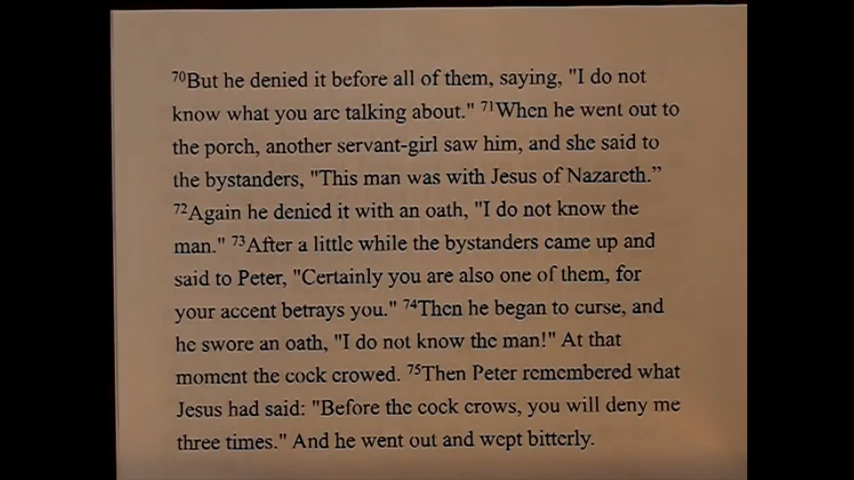 70But he denied it before all of them, saying, "I do not
know what you are talking about." 71When he went out to
the porch, another servant-girl saw him, and she said to
the bystanders, "This man was with Jesus of Nazareth.”
72Again he denied it with an oath, "I do not know the
man." 73After a little while the bystanders came up and
said to Peter, "Certainly you are also one of them, for
your accent betrays you." 74Then he began to curse, and
he swore an oath, "I do not know the man!" At that
moment the cock crowed. 75Then Peter remembered what
Jesus had said: "Before the cock crows, you will deny me
three times." And he went out and wept bitterly.